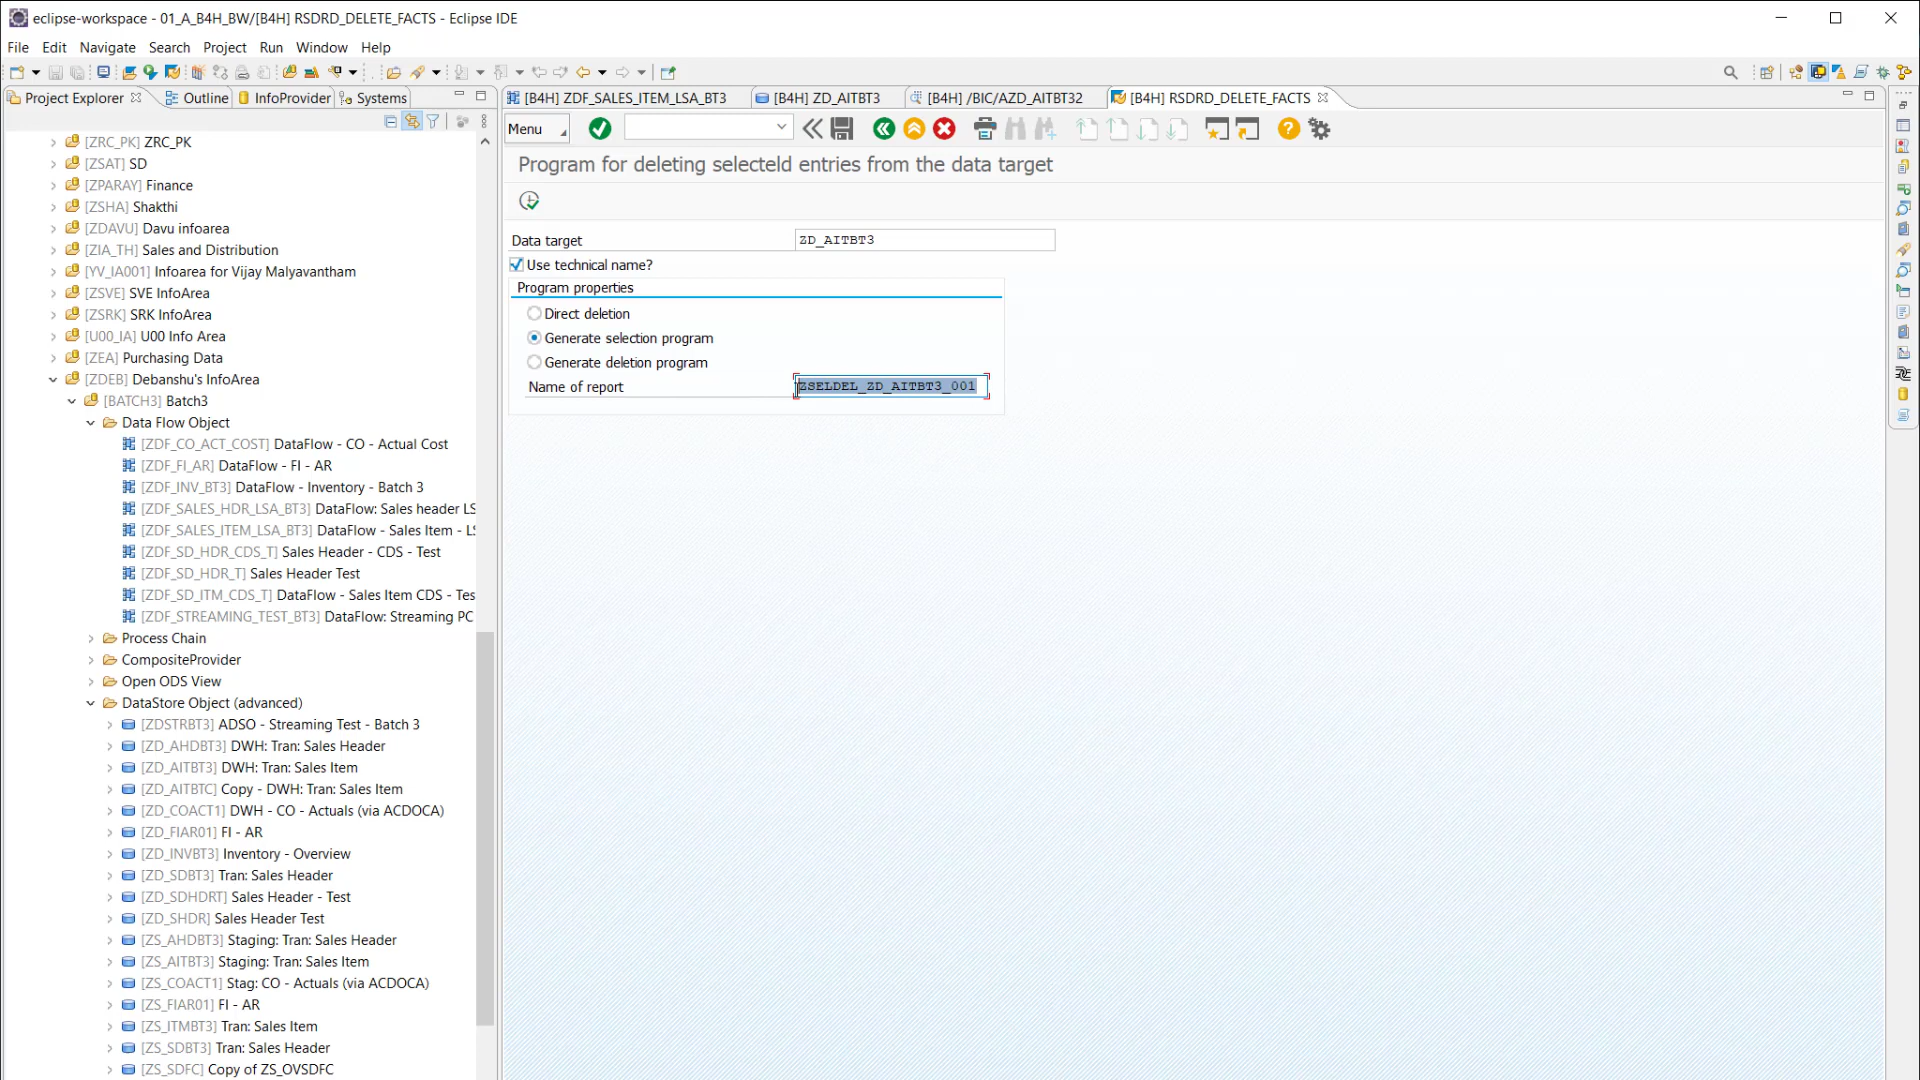 eclipse-workspace - 01_A_B4H_BW/[B4H] RSDRD_DELETE_FACTS - Eclipse IDE
File Edit Navigate Search Project Run Window Help
Project Explorer Outline InfoProvider Systems
[B4H] ZDF_SALES_ITEM_LSA_BT3 [B4H] ZD_AITBT3 [B4H] /BIC/AZD_AITBT32 [B4H] RSDRD_DELETE_FACTS
Menu
Program for deleting selecteld entries from the data target
Data target ZD_AITBT3
Use technical name?
Program properties
Direct deletion
Generate selection program
Generate deletion program
Name of report ZSELDEL_ZD_AITBT3_001
[ZRC_PK] ZRC_PK
[ZSAT] SD
[ZPARAY] Finance
[ZSHA] Shakthi
[ZDAVU] Davu infoarea
[ZIA_TH] Sales and Distribution
[YV_IA001] Infoarea for Vijay Malyavantham
[ZSVE] SVE InfoArea
[ZSRK] SRK InfoArea
[U00_IA] U00 Info Area
[ZEA] Purchasing Data
[ZDEB] Debanshu's InfoArea
[BATCH3] Batch3
Data Flow Object
[ZDF_CO_ACT_COST] DataFlow - CO - Actual Cost
[ZDF_FI_AR] DataFlow - FI - AR
[ZDF_INV_BT3] DataFlow - Inventory - Batch 3
[ZDF_SALES_HDR_LSA_BT3] DataFlow: Sales header LS
[ZDF_SALES_ITEM_LSA_BT3] DataFlow - Sales Item - LS
[ZDF_SD_HDR_CDS_T] Sales Header - CDS - Test
[ZDF_SD_HDR_T] Sales Header Test
[ZDF_SD_ITM_CDS_T] DataFlow - Sales Item CDS - Tes
[ZDF_STREAMING_TEST_BT3] DataFlow: Streaming PC
Process Chain
CompositeProvider
Open ODS View
DataStore Object (advanced)
[ZDSTRBT3] ADSO - Streaming Test - Batch 3
[ZD_AHDBT3] DWH: Tran: Sales Header
[ZD_AITBT3] DWH: Tran: Sales Item
[ZD_AITBTC] Copy - DWH: Tran: Sales Item
[ZD_COACT1] DWH - CO - Actuals (via ACDOCA)
[ZD_FIAR01] FI - AR
[ZD_INVBT3] Inventory - Overview
[ZD_SDBT3] Tran: Sales Header
[ZD_SDHDRT] Sales Header - Test
[ZD_SHDR] Sales Header Test
[ZS_AHDBT3] Staging: Tran: Sales Header
[ZS_AITBT3] Staging: Tran: Sales Item
[ZS_COACT1] Stag: CO - Actuals (via ACDOCA)
[ZS_FIAR01] FI - AR
[ZS_ITMBT3] Tran: Sales Item
[ZS_SDBT3] Tran: Sales Header
[ZS_SDFC] Copy of ZS_OVSDFC